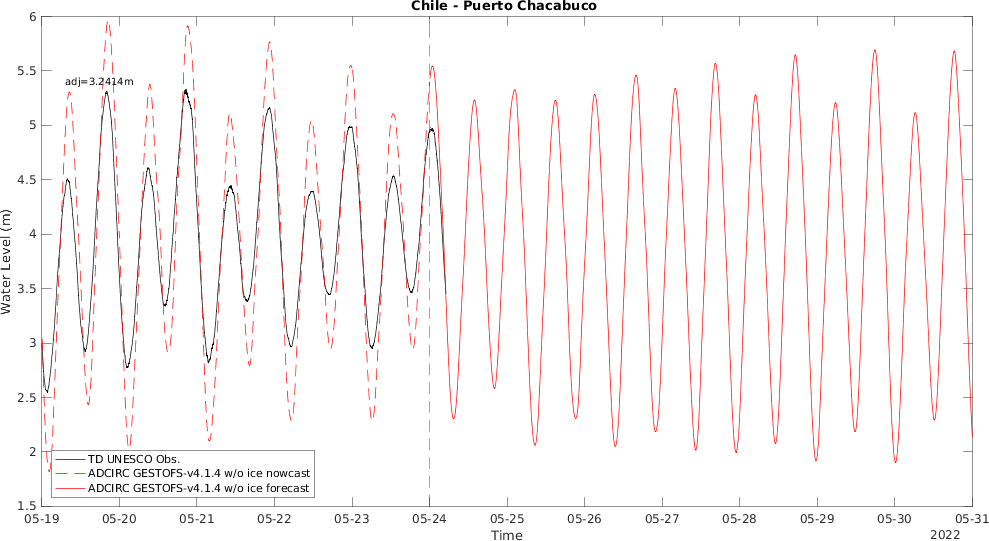 Chile - Puerto Chacabuco
6
5.5
5
4.5
4
3.5
3
2.5
2
1.5
Water Level (m)
adj=3.2414m
TD UNESCO Obs.
ADCIRC GESTOFS-v4.1.4 w/o ice nowcast
ADCIRC GESTOFS-v4.1.4 w/o ice forecast
05-19 05-20 05-21 05-22 05-23 05-24 05-25 05-26 05-27 05-28 05-29 05-30 05-31
Time
2022